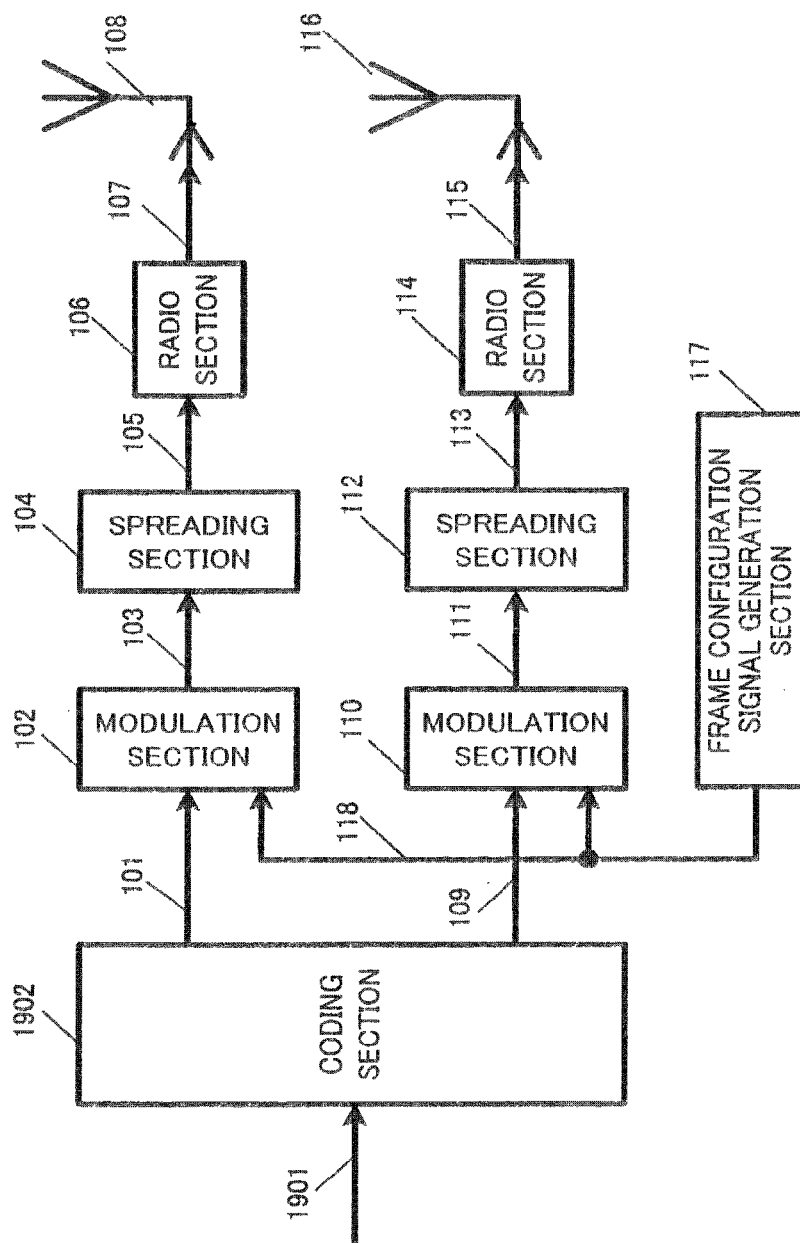 1901
1902
CODING
SECTION
101
109
118
102
MODULATION
SECTION
103
104
SPREADING
SECTION
105
106
RADIO
SECTION
107
108
110
MODULATION
SECTION
111
112
SPREADING
SECTION
113
114
RADIO
SECTION
115
116
117
FRAME CONFIGURATION
SIGNAL GENERATION
SECTION